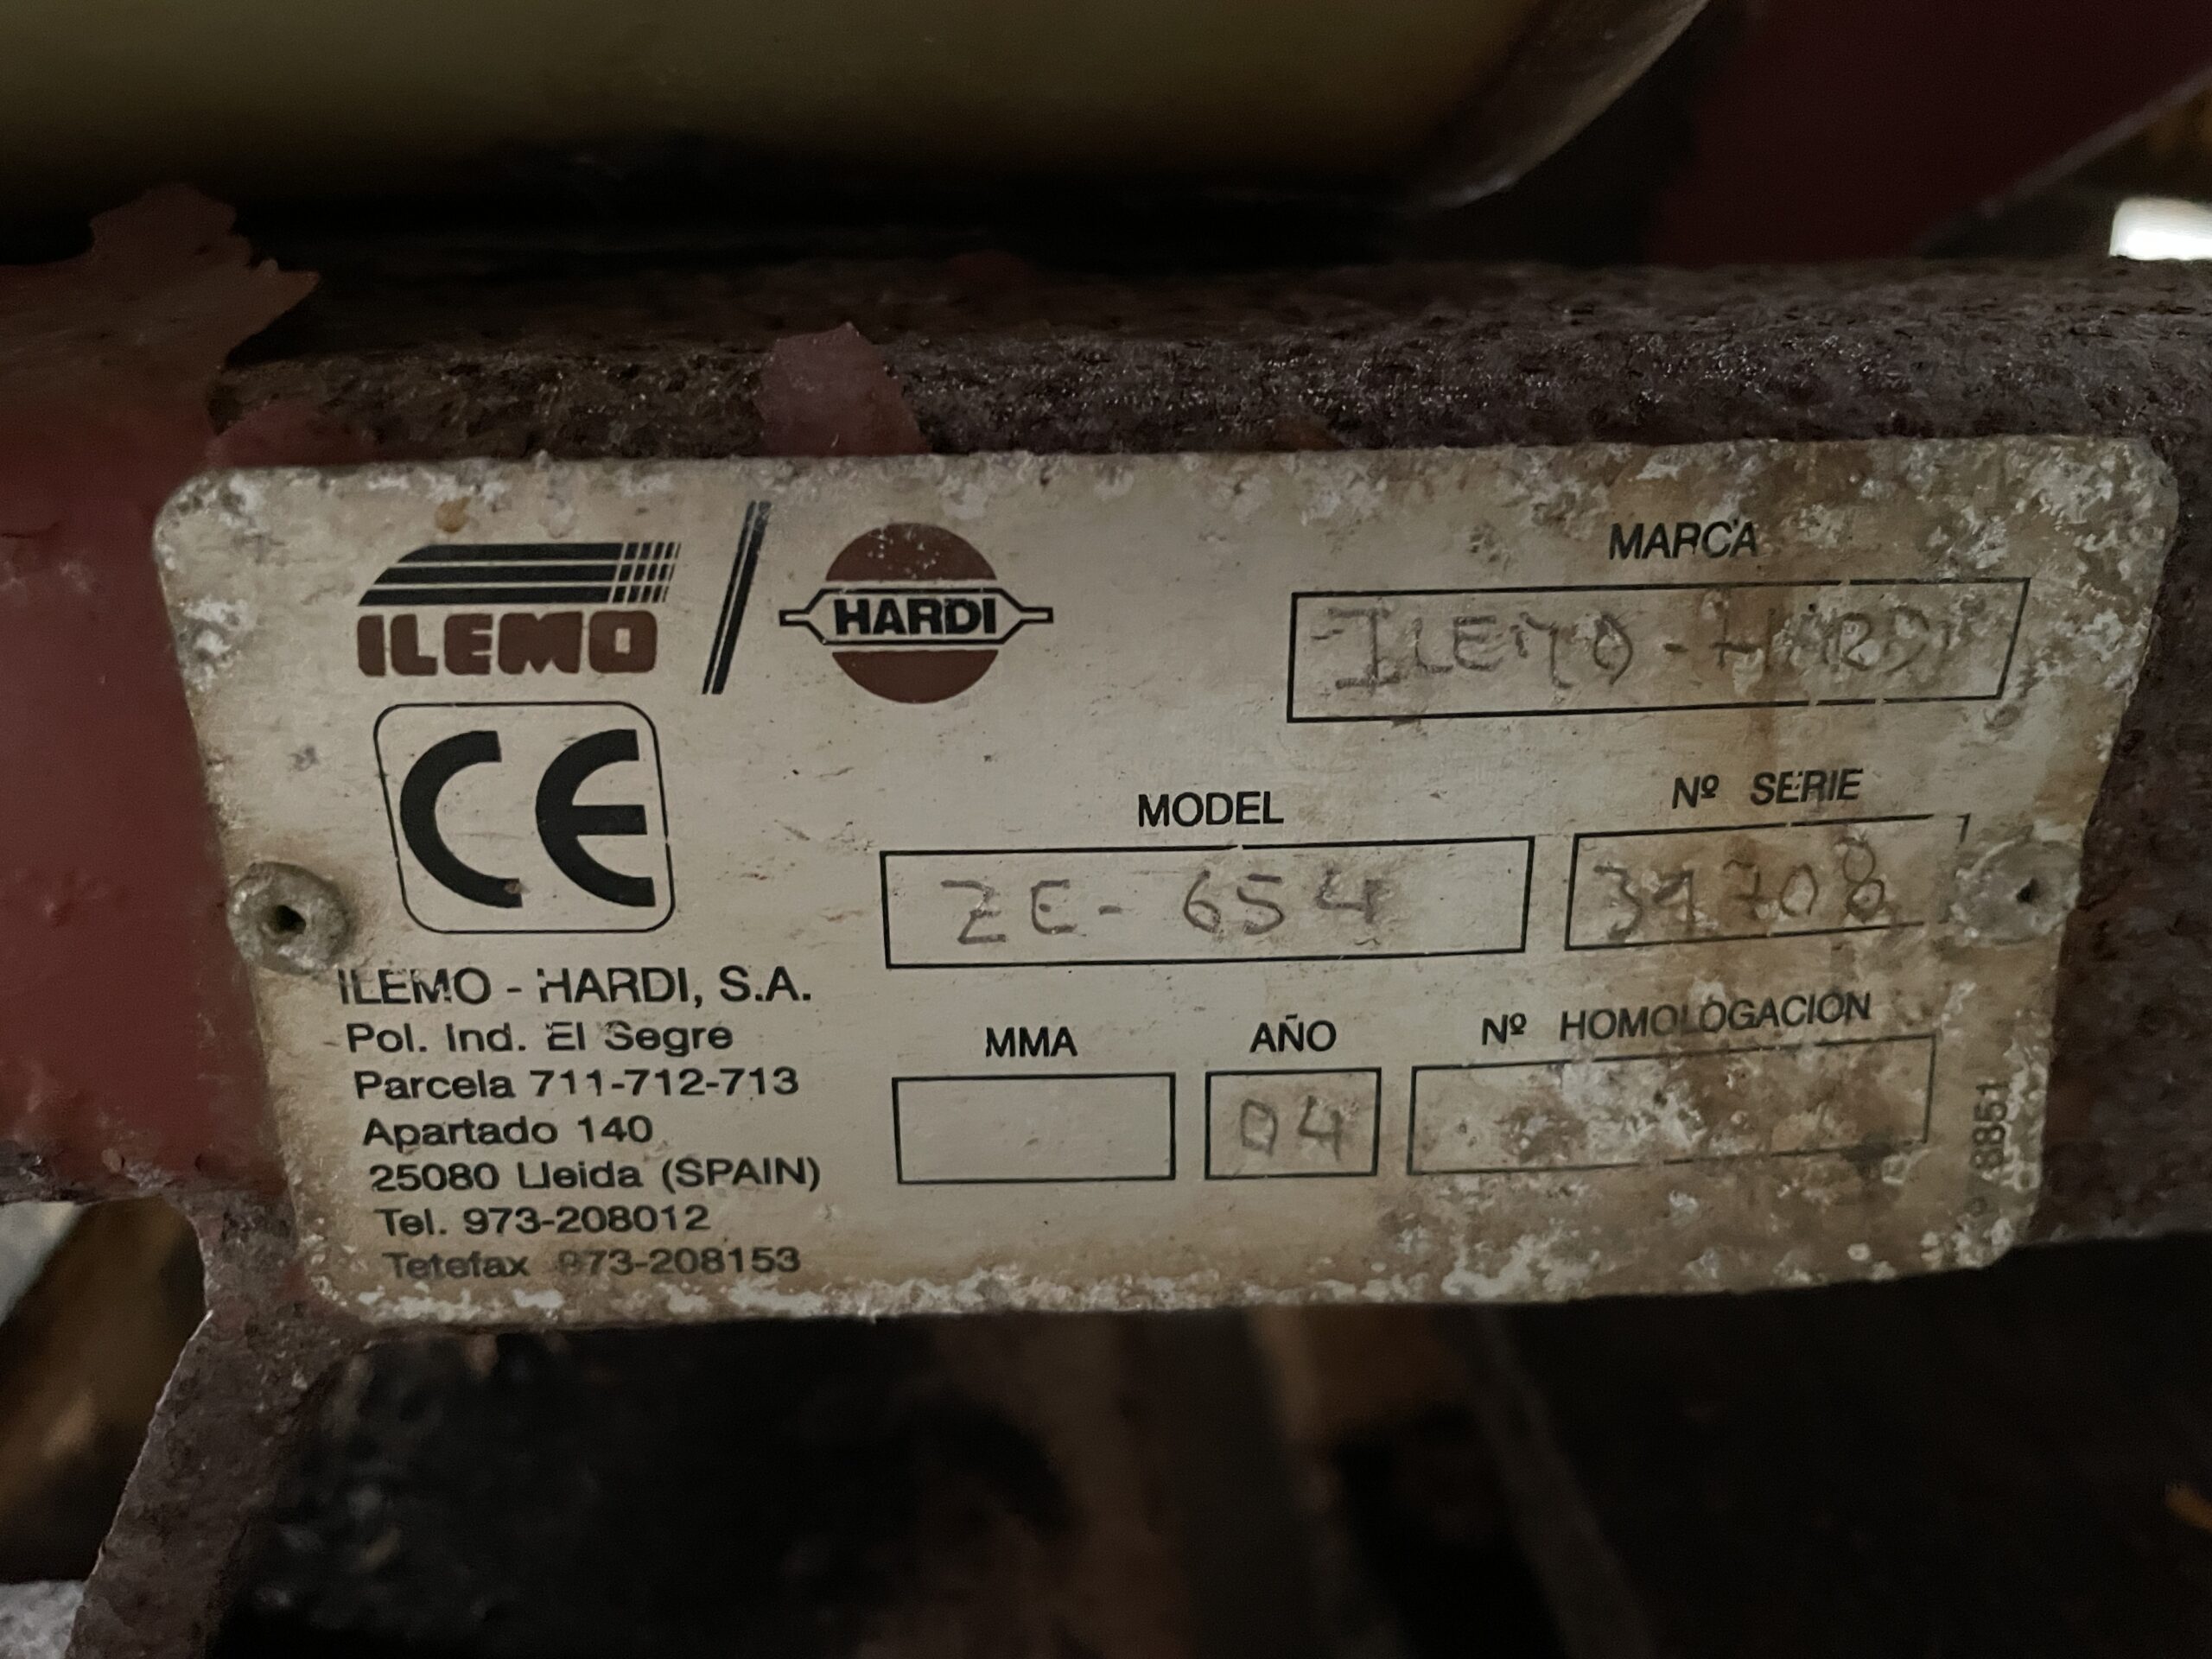 ILEMO
HARDI
MARCA
ILEMO-HARDI
CE
MODEL
Nº SERIE
ZE-654
ILEMO - HARDI, S.A.
Pol. Ind. El Segre
Parcela 711-712-713
Apartado 140
25080 Lleida (SPAIN)
Tel. 973-208012
Telefax 973-208153
MMA
AÑO
Nº HOMOLOGACION
04
8851